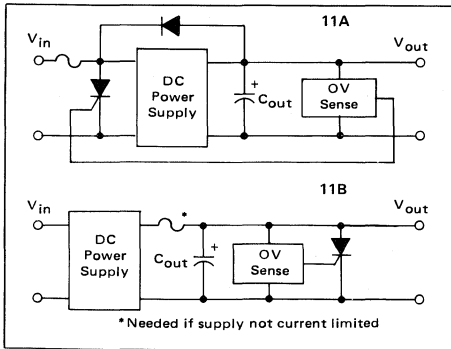 11A
Vin
Vout
DC
Power
Supply
+
Cout
OV
Sense
11B
Vin
Vout
DC
Power
Supply
*
+
Cout
OV
Sense
*Needed if supply not current limited